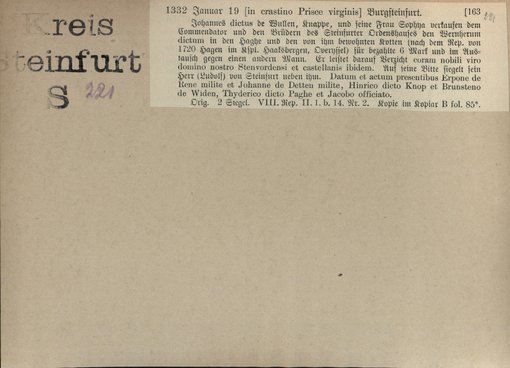 Kreis
Steinfurt
S
221
1332 Januar 19 [in crastino Prisce virginis] Burgsteinfurt. [163
Johannes dictus de Wullen, Knappe, und seine Frau Sophya verkaufen dem
Commendator und den Brüdern des Steinfurter Ordenshauses den Wernherum
dictum in den Haghe und den von ihm bewohnten Kotten (nach dem Rep. von
1720 Hagen im Kspl. Haaksbergen, Overyssel) für bezahlte 6 Mark und im Aus-
tausch gegen einen andern Mann. Er leistet darauf Verzicht coram nobili viro
domino nostro Stenvordensi et castellanis ibidem. Auf seine Bitte siegelt sein
Herr (Ludolf) von Steinfurt neben ihm. Datum et actum presentibus Erpone de
Rene milite et Johanne de Detten milite, Hinrico dicto Knop et Brunsteno
de Widen, Thyderico dicto Paghe et Jacobo officiato.
Orig. 2 Siegel. VIII. Rep. II. 1. b. 14. Nr. 2. Kopie im Kopiar B fol. 85ᵛ.